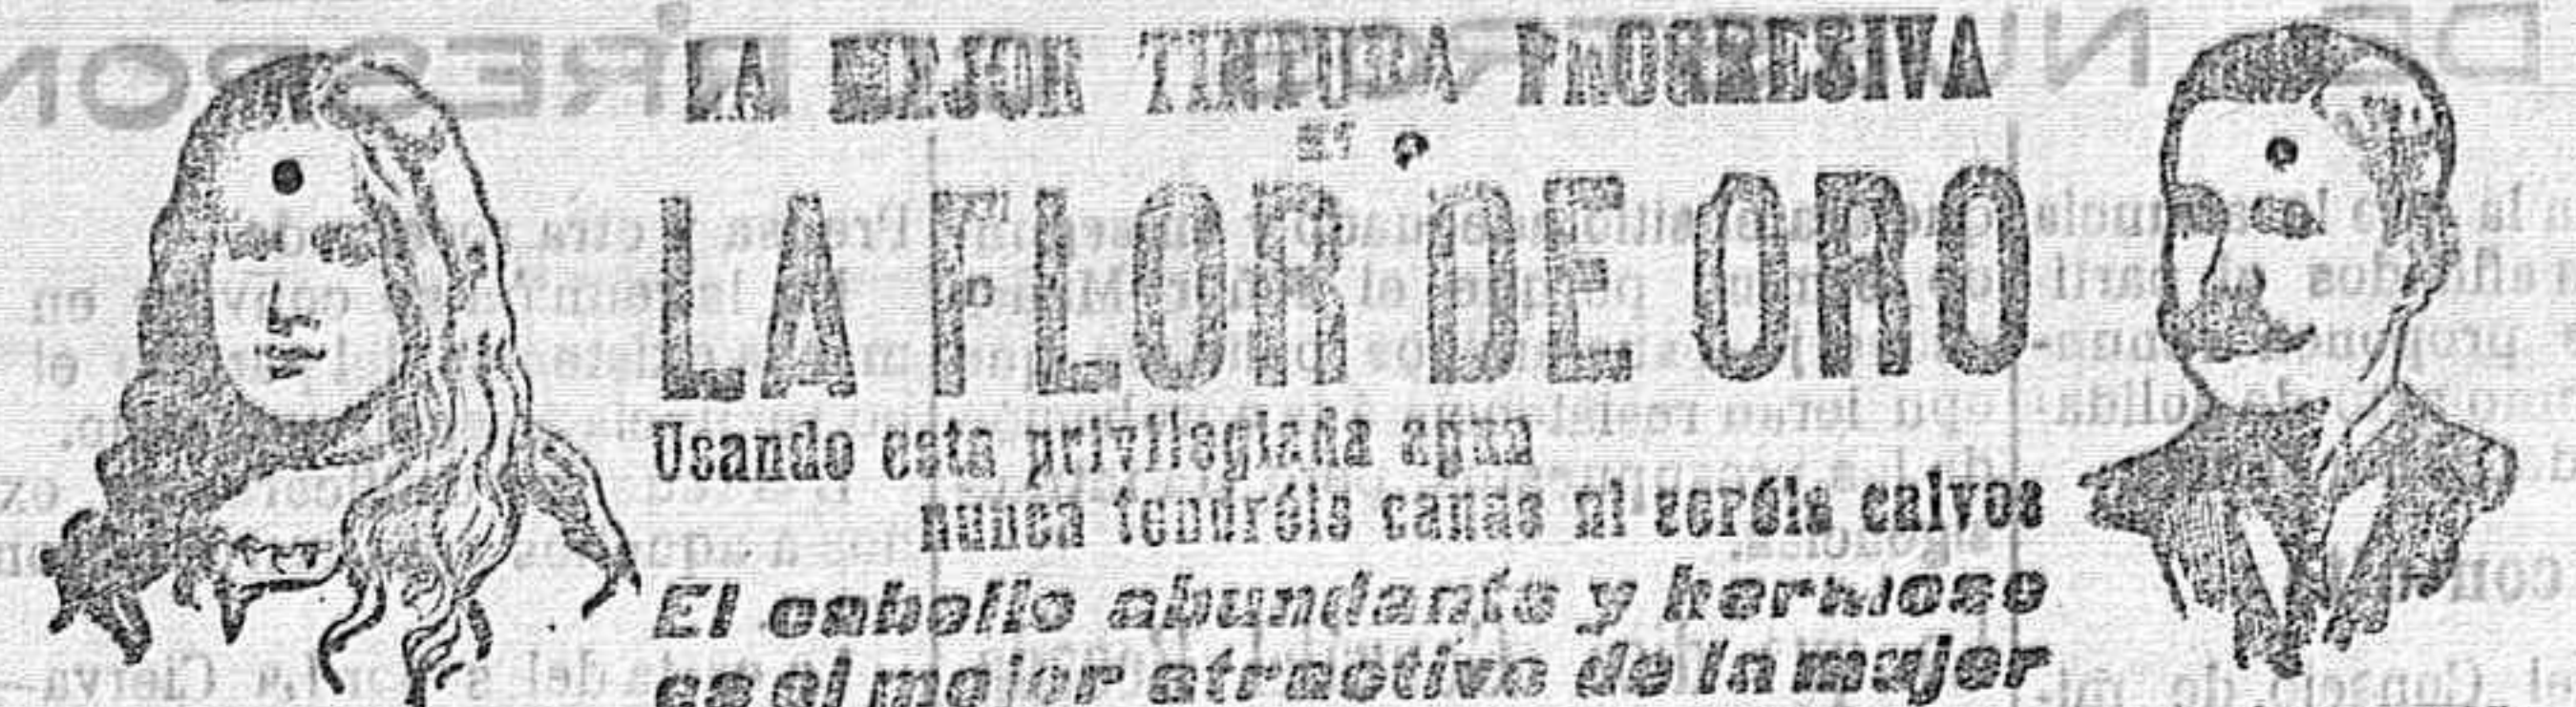 LA MEJOR TINTURA PROGRESIVA
ES
LA FLOR DE ORO
Usando esta privilegiada agua
nunca tendréis canas ni seréis calvos
El cabello abundante y hermoso
es el mejor atractivo de la mujer